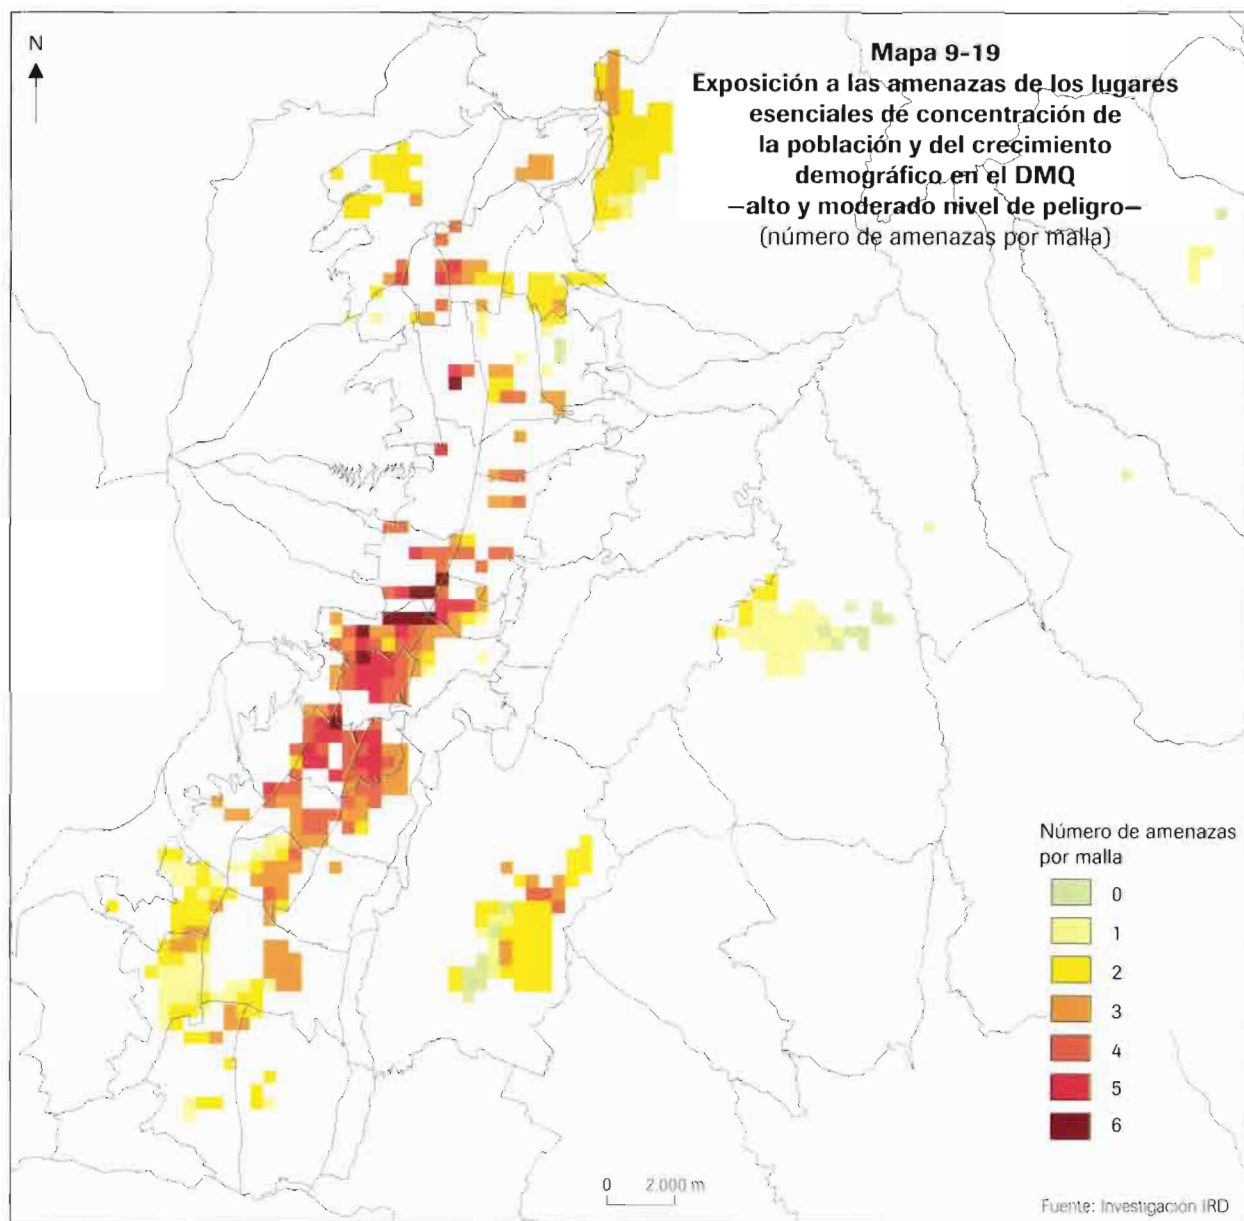 N
Mapa 9-19
Exposición a las amenazas de los lugares
esenciales de concentración de
la población y del crecimiento
demográfico en el DMQ
—alto y moderado nivel de peligro—
(número de amenazas por malla)
Número de amenazas
por malla
0
1
2
3
4
5
6
0 2.000 m
Fuente: Investigación IRD